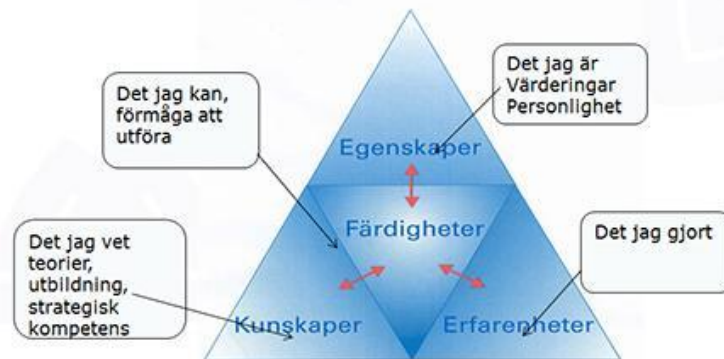 Det jag är
Värderingar
Personlighet
Det jag kan,
förmåga att
utföra
Egenskaper
Färdigheter
Det jag vet
teorier,
utbildning,
strategisk
kompetens
Det jag gjort
Kunskaper
Erfarenheter